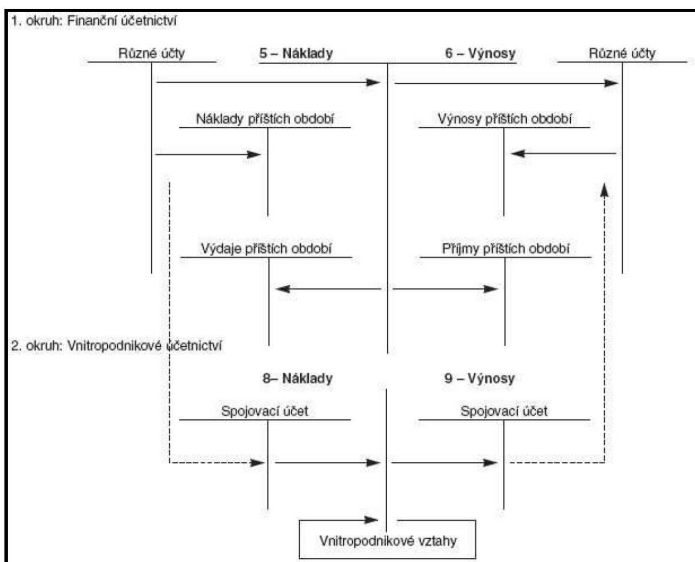 1. okruh: Finanční účetnictví
Různé účty 5 – Náklady 6 – Výnosy Různé účty
Náklady příštích období Výnosy příštích období
Výdaje příštích období Příjmy příštích období
2. okruh: Vnitropodnikové účetnictví
8– Náklady 9 – Výnosy
Spojovací účet Spojovací účet
Vnitropodnikové vztahy